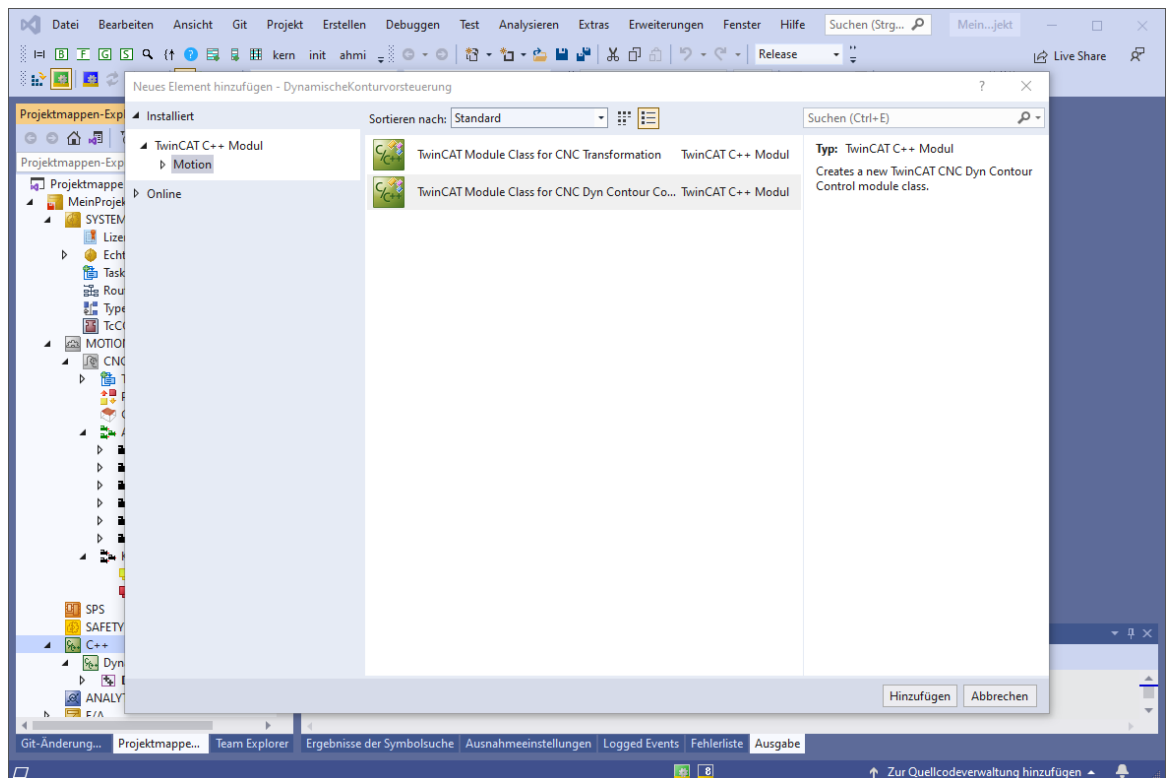 Datei Bearbeiten Ansicht Git Projekt Erstellen Debuggen Test Analysieren Extras Erweiterungen Fenster Hilfe Suchen (Strg... Mein...jekt
B F G S kern init ahmi Release Live Share
Neues Element hinzufügen - DynamischeKonturvorsteuerung ? 
Projektmappen-Expl
Projektmappen-Exp
Projektmappe
MeinProjek
SYSTEM
Lize
Echt
Task
Rou
Type
TcCO
MOTION
CNC
SPS
SAFETY
C++
Dyn
ANALY
E/A
Installiert
TwinCAT C++ Modul
Motion
Online
Sortieren nach: Standard
TwinCAT Module Class for CNC Transformation TwinCAT C++ Modul
TwinCAT Module Class for CNC Dyn Contour Co... TwinCAT C++ Modul
Suchen (Ctrl+E)
Typ: TwinCAT C++ Modul
Creates a new TwinCAT CNC Dyn Contour
Control module class.
Hinzufügen Abbrechen
Git-Änderung... Projektmappe... Team Explorer Ergebnisse der Symbolsuche Ausnahmeeinstellungen Logged Events Fehlerliste Ausgabe
8 Zur Quellcodeverwaltung hinzufügen